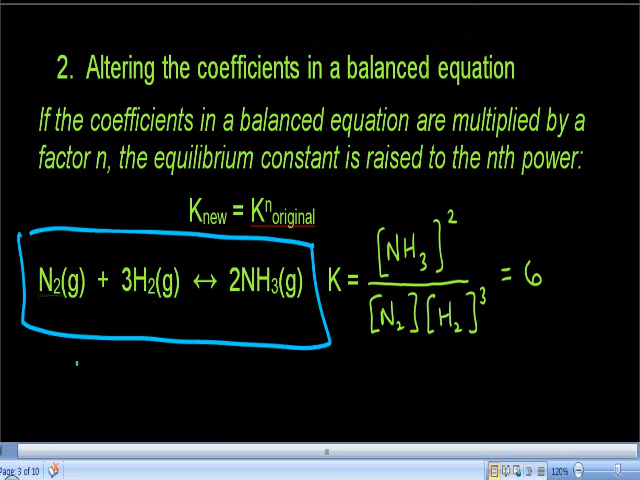 2. Altering the coefficients in a balanced equation
If the coefficients in a balanced equation are multiplied by a
factor n, the equilibrium constant is raised to the nth power:
K_new = K^n_original
N₂(g) + 3H₂(g) ↔ 2NH₃(g) K = [NH₃]² / [N₂][H₂]³ = 6
Page: 3 of 10
120%